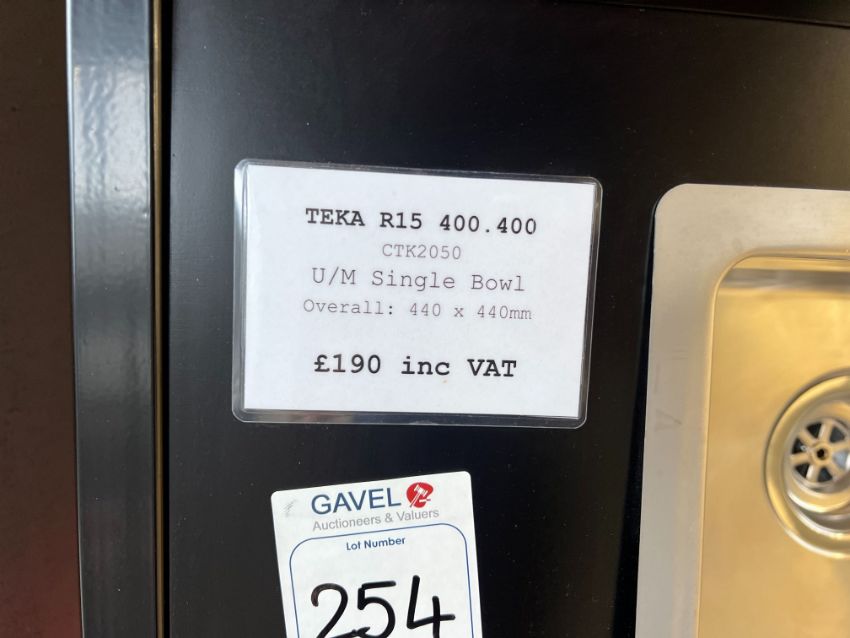 TEKA R15 400.400
CTK2050
U/M Single Bowl
Overall: 440 x 440mm
£190 inc VAT
GAVEL
Auctioneers & Valuers
Lot Number
254